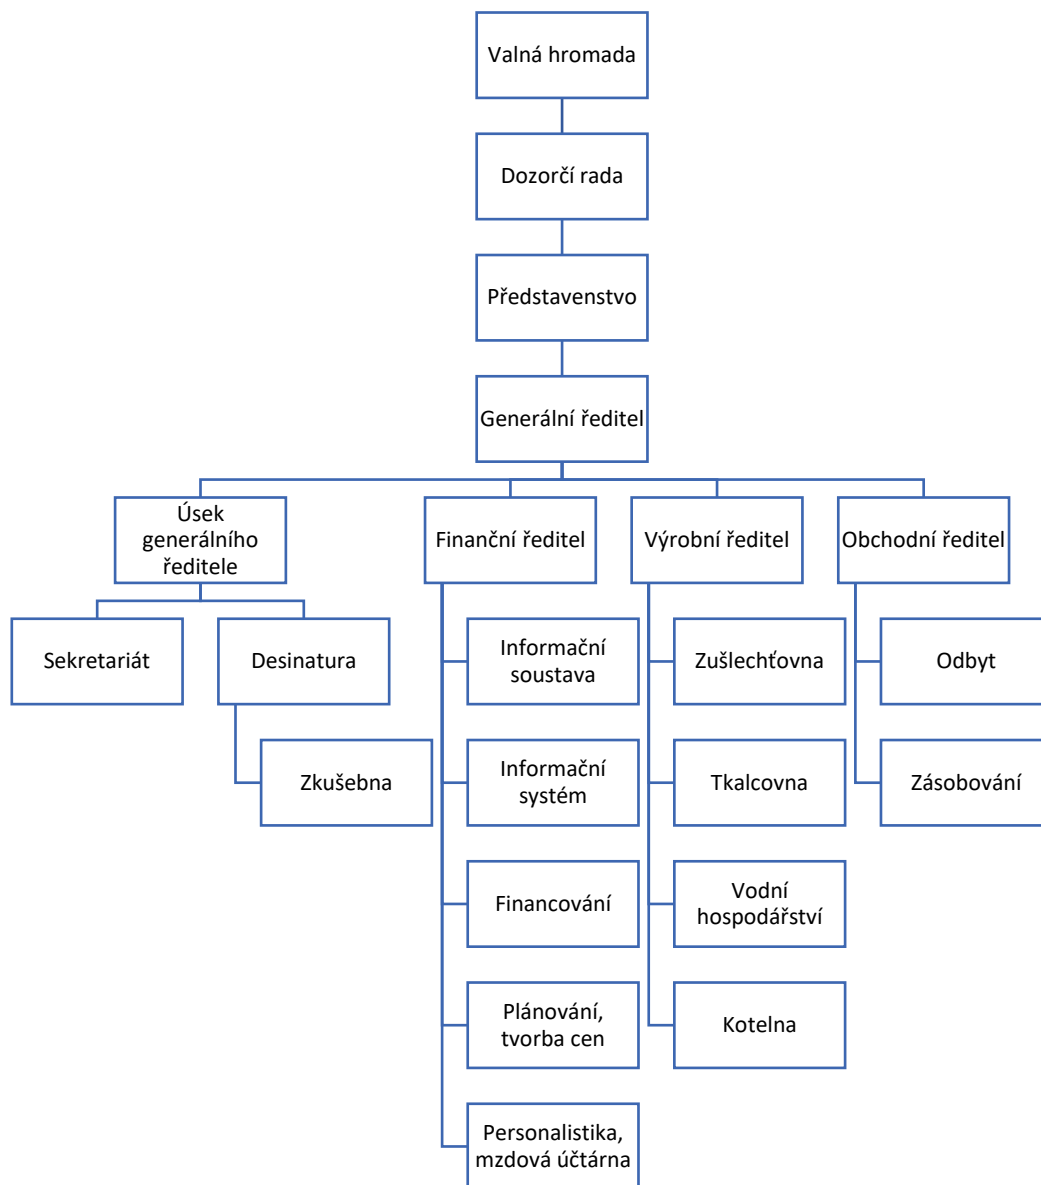 Valná hromada
Dozorčí rada
Představenstvo
Generální ředitel
Úsek
generálního
ředitele
Finanční ředitel
Výrobní ředitel
Obchodní ředitel
Sekretariát
Desinatura
Zkušebna
Informační
soustava
Informační
systém
Financování
Plánování,
tvorba cen
Personalistika,
mzdová účtárna
Zušlechťovna
Tkalcovna
Vodní
hospodářství
Kotelna
Odbyt
Zásobování